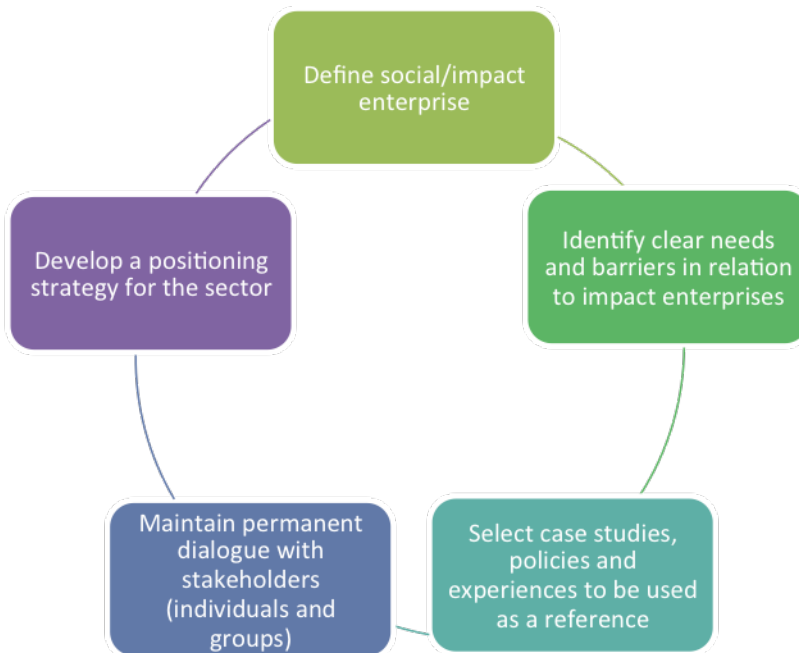 Define social/impact
enterprise
Identify clear needs
and barriers in relation
to impact enterprises
Select case studies,
policies and
experiences to be used
as a reference
Maintain permanent
dialogue with
stakeholders
(individuals and
groups)
Develop a positioning
strategy for the sector